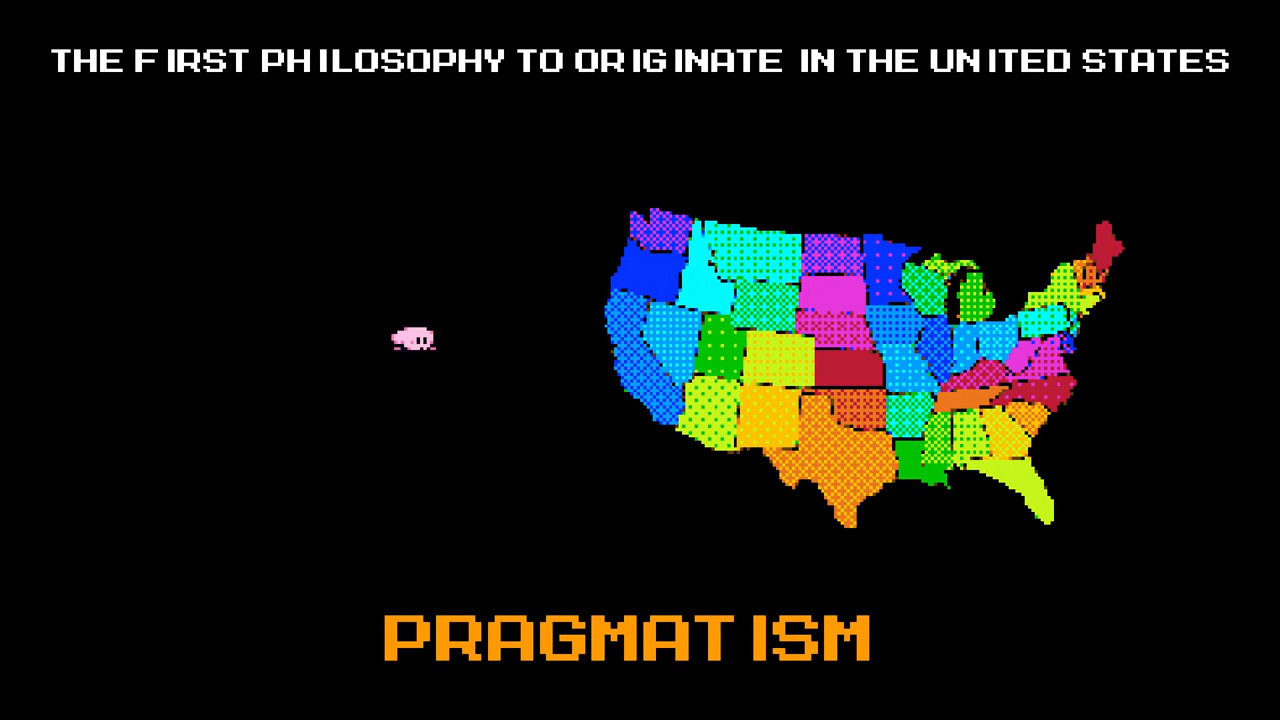 THE FIRST PHILOSOPHY TO ORIGINATE IN THE UNITED STATES
PRAGMATISM